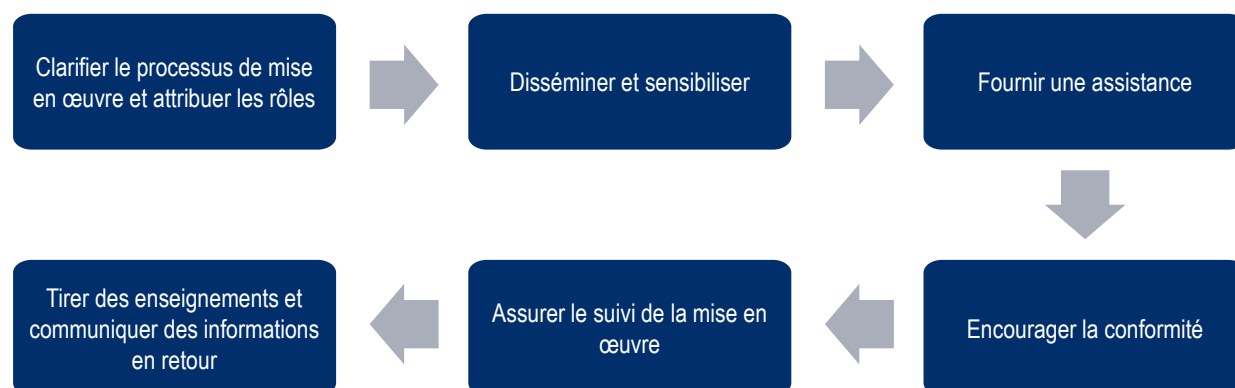 Clarifier le processus de mise
en œuvre et attribuer les rôles
Disséminer et sensibiliser
Fournir une assistance
Encourager la conformité
Assurer le suivi de la mise en
œuvre
Tirer des enseignements et
communiquer des informations
en retour